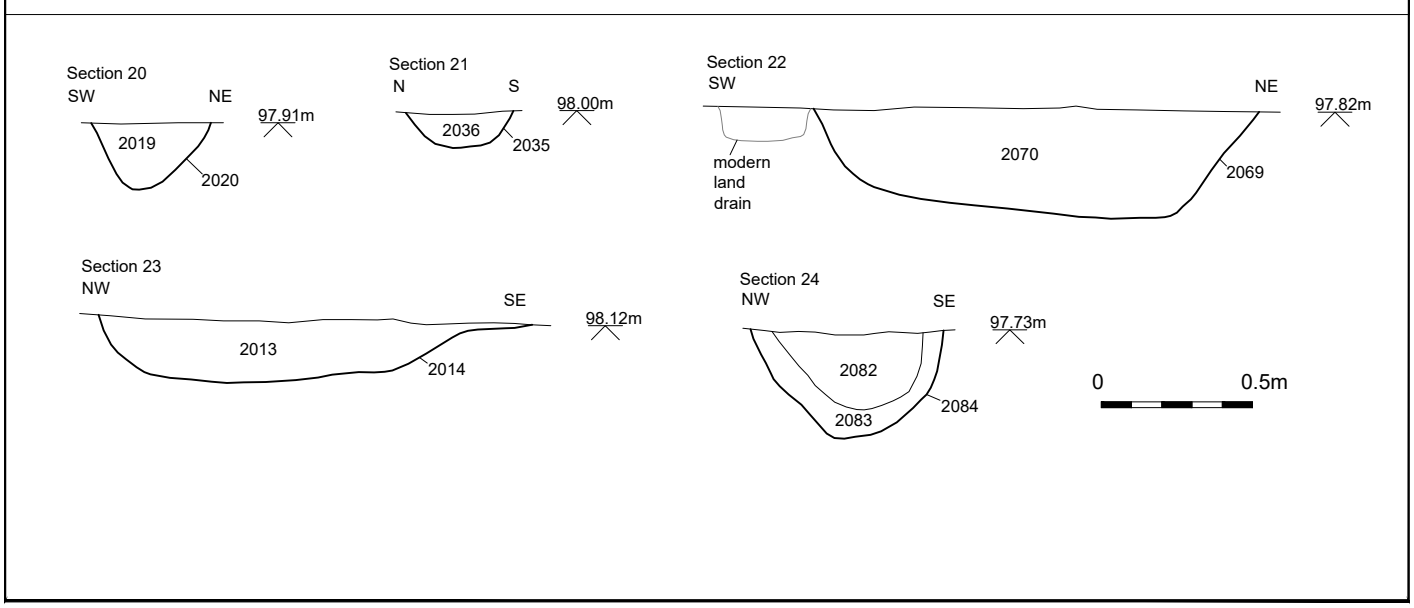 Section 20
SW NE
97.91m
2019
2020
Section 21
N S
98.00m
2036
2035
Section 22
SW NE
97.82m
2070
2069
modern
land
drain
Section 23
NW SE
98.12m
2013
2014
Section 24
NW SE
97.73m
2082
2083
2084
0 0.5m